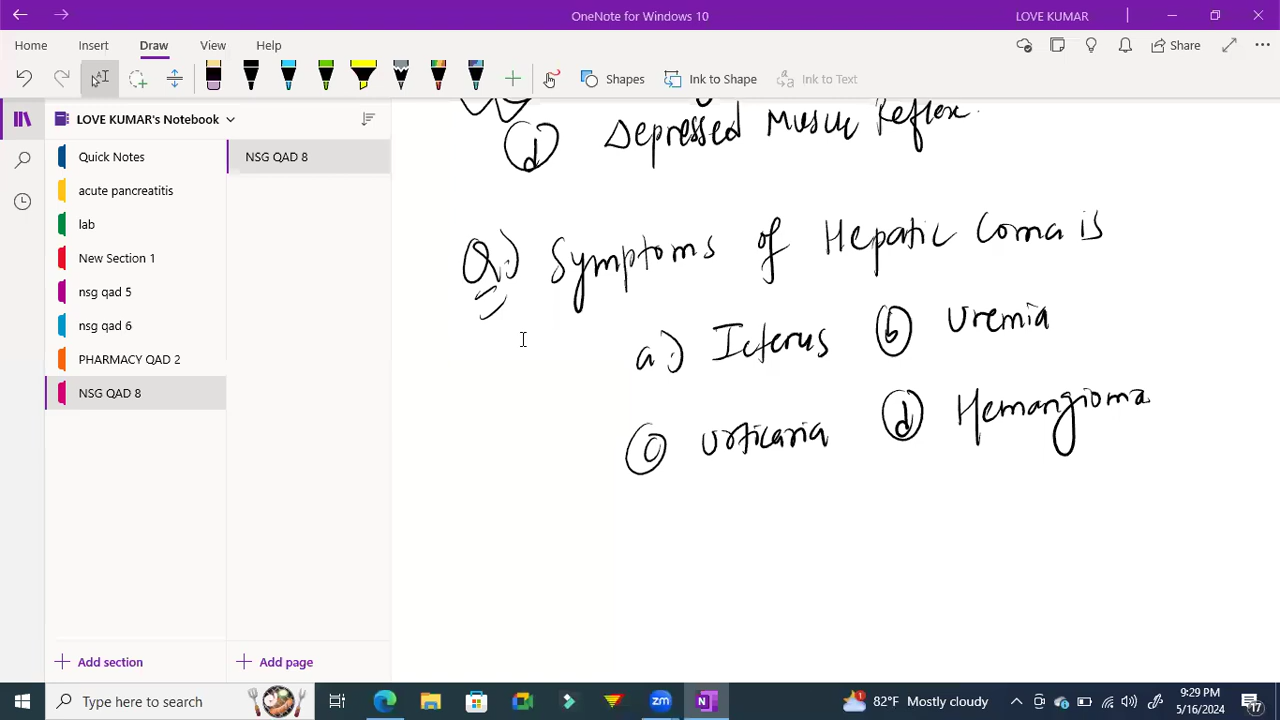 OneNote for Windows 10
LOVE KUMAR
Home Insert Draw View Help
Share
Shapes
Ink to Shape
Ink to Text
LOVE KUMAR's Notebook
Quick Notes
acute pancreatitis
lab
New Section 1
nsg qad 5
nsg qad 6
PHARMACY QAD 2
NSG QAD 8
Add section
NSG QAD 8
Add page
(d) Depressed Muscle Reflex.
Q.) Symptoms of Hepatic Coma is
a.) Icterus (b) Uremia
(c) Urticaria (d) Hemangioma
Type here to search
zm
N
1
82°F Mostly cloudy
9:29 PM
5/16/2024
17